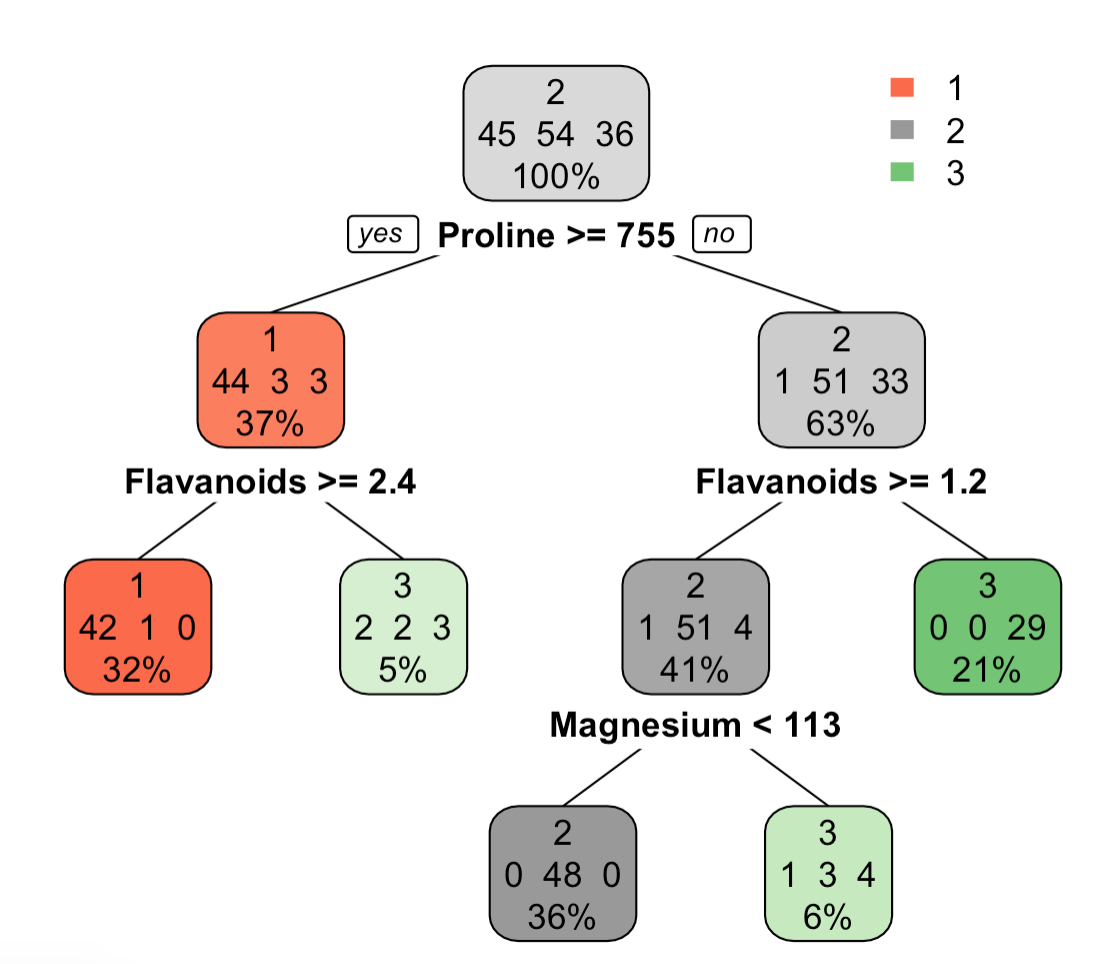 2
45 54 36
100%
1
2
3
yes Proline >= 755 no
1
44 3 3
37%
2
1 51 33
63%
Flavanoids >= 2.4
Flavanoids >= 1.2
1
42 1 0
32%
3
2 2 3
5%
2
1 51 4
41%
3
0 0 29
21%
Magnesium < 113
2
0 48 0
36%
3
1 3 4
6%